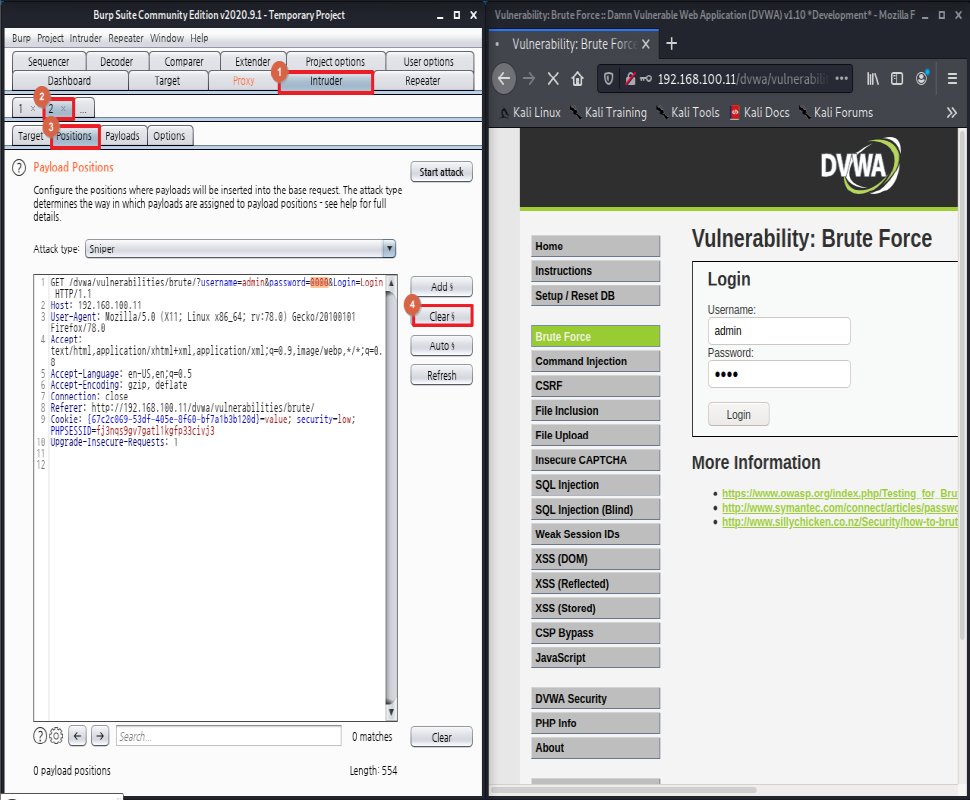 Burp Suite Community Edition v2020.9.1 - Temporary Project
Burp Project Intruder Repeater Window Help
Sequencer Decoder Comparer Extender Project options User options
Dashboard Target Proxy Intruder Repeater
1
1 × 2 × ...
2
Target Positions Payloads Options
3
? Payload Positions
Start attack
Configure the positions where payloads will be inserted into the base request. The attack type
determines the way in which payloads are assigned to payload positions - see help for full
details.
Attack type: Sniper
1 GET /dvwa/vulnerabilities/brute/?username=admin&password=0000&Login=Login
HTTP/1.1
2 Host: 192.168.100.11
3 User-Agent: Mozilla/5.0 (X11; Linux x86_64; rv:78.0) Gecko/20100101
Firefox/78.0
4 Accept:
text/html,application/xhtml+xml,application/xml;q=0.9,image/webp,*/*;q=0.
8
5 Accept-Language: en-US,en;q=0.5
6 Accept-Encoding: gzip, deflate
7 Connection: close
8 Referer: http://192.168.100.11/dvwa/vulnerabilities/brute/
9 Cookie: {67c2c069-53df-405e-8f60-bf7a1b3b120d}=value; security=low;
PHPSESSID=fj3nqs9gv7patl1kgfp33civj3
10 Upgrade-Insecure-Requests: 1
11
12
Add §
4
Clear §
Auto §
Refresh
? Search... 0 matches Clear
0 payload positions Length: 554
Vulnerability: Brute Force :: Damn Vulnerable Web Application (DVWA) v1.10 *Development* - Mozilla F
Vulnerability: Brute Forc
192.168.100.11/dvwa/vulnerabili
Kali Linux Kali Training Kali Tools Kali Docs Kali Forums
DVWA
Home
Instructions
Setup / Reset DB
Brute Force
Command Injection
CSRF
File Inclusion
File Upload
Insecure CAPTCHA
SQL Injection
SQL Injection (Blind)
Weak Session IDs
XSS (DOM)
XSS (Reflected)
XSS (Stored)
CSP Bypass
JavaScript
DVWA Security
PHP Info
About
Vulnerability: Brute Force
Login
Username:
admin
Password:
••••
Login
More Information
• https://www.owasp.org/index.php/Testing_for_Bru
• http://www.symantec.com/connect/articles/passwo
• http://www.sillychicken.co.nz/Security/how-to-brut